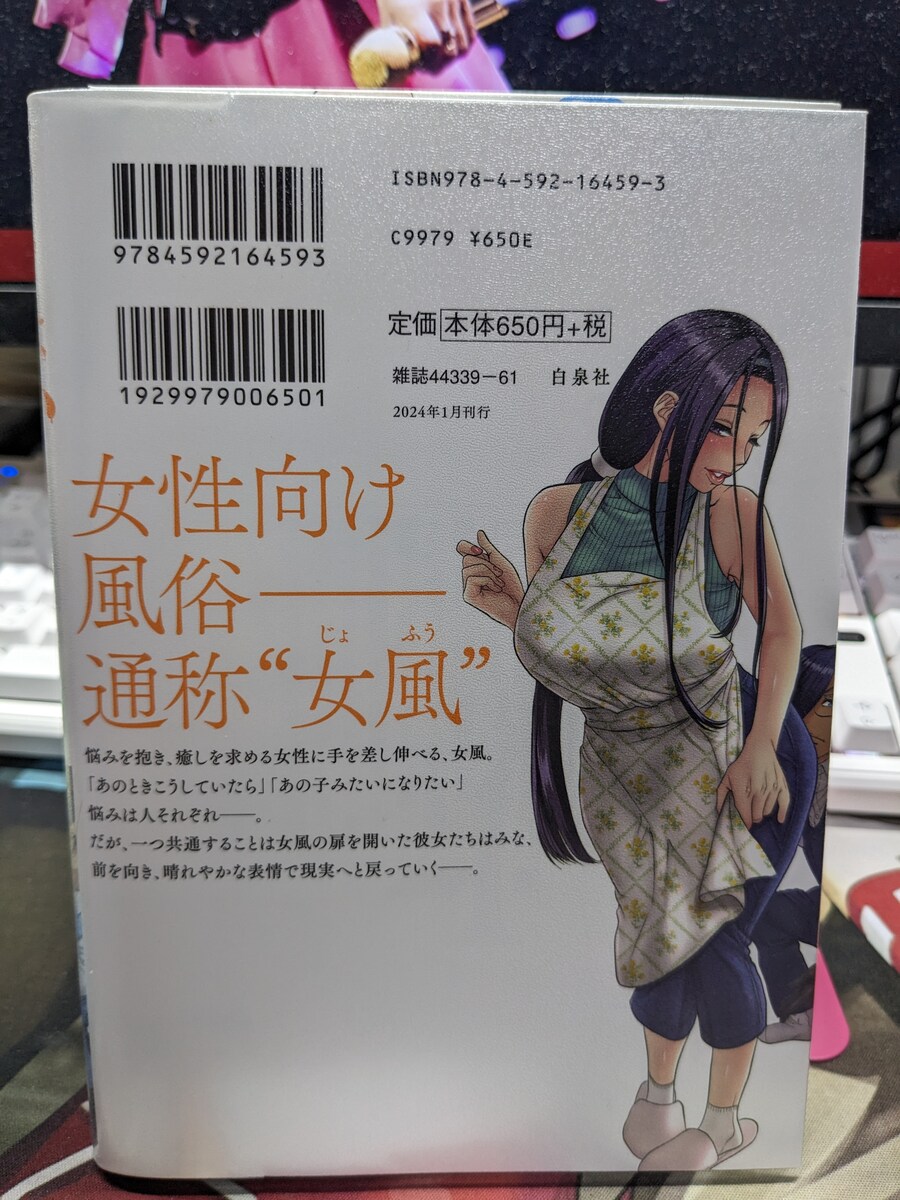 9784592164593
ISBN978-4-592-16459-3
C9979 ¥650E
1929979006501
定価 本体650円+税
雑誌44339-61 白泉社
2024年1月刊行
女性向け
風俗――
じょ ふう
通称“女風”
悩みを抱き、癒しを求める女性に手を差し伸べる、女風。
「あのときこうしていたら」「あの子みたいになりたい」
悩みは人それぞれ――。
だが、一つ共通することは女風の扉を開いた彼女たちはみな、
前を向き、晴れやかな表情で現実へと戻っていく――。